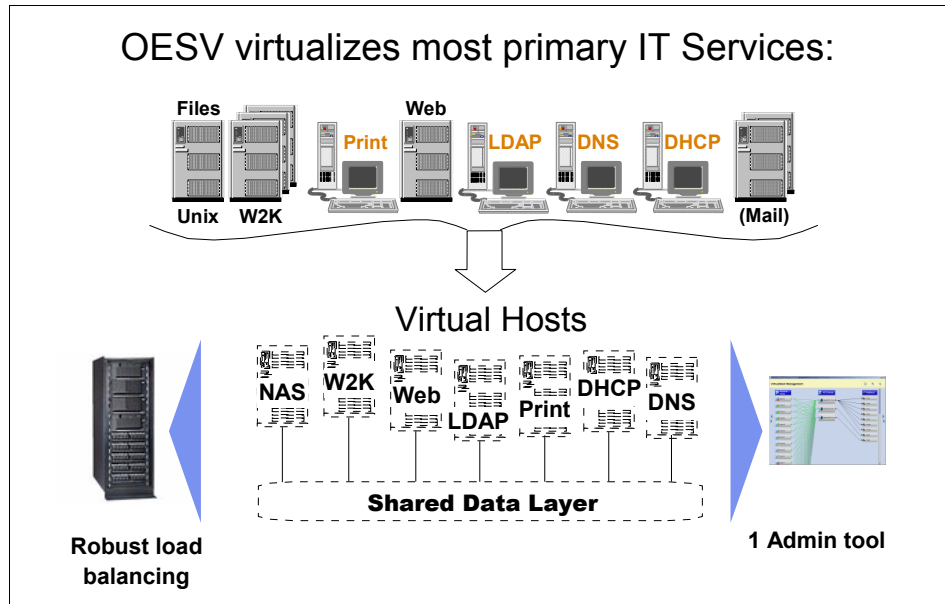 OESV virtualizes most primary IT Services:
Files
Web
Print
LDAP
DNS
DHCP
Unix
W2K
(Mail)
Virtual Hosts
NAS
W2K
Web
LDAP
Print
DHCP
DNS
Shared Data Layer
Robust load
balancing
1 Admin tool